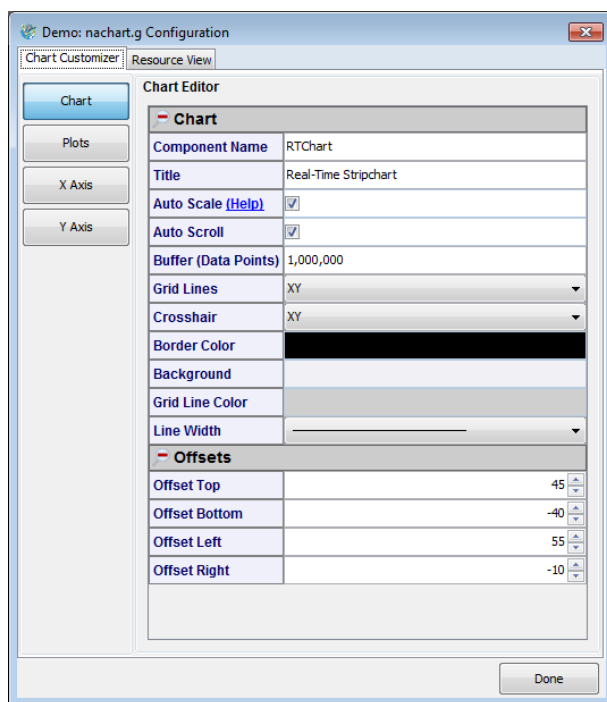 Demo: nachart.g Configuration
Chart Customizer Resource View
Chart
Plots
X Axis
Y Axis
Chart Editor
Chart
Component Name RTChart
Title Real-Time Stripchart
Auto Scale (Help)
Auto Scroll
Buffer (Data Points) 1,000,000
Grid Lines XY
Crosshair XY
Border Color
Background
Grid Line Color
Line Width
Offsets
Offset Top 45
Offset Bottom -40
Offset Left 55
Offset Right -10
Done